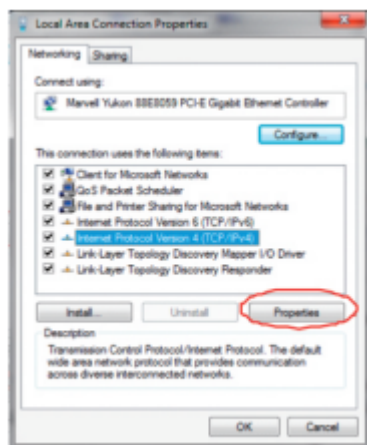 Local Area Connection Properties
Networking
Sharing
Connect using:
Marvell Yukon 88E8059 PCI-E Gigabit Ethernet Controller
Configure...
This connection uses the following items:
Client for Microsoft Networks
QoS Packet Scheduler
File and Printer Sharing for Microsoft Networks
Internet Protocol Version 6 (TCP/IPv6)
Internet Protocol Version 4 (TCP/IPv4)
Link-Layer Topology Discovery Mapper I/O Driver
Link-Layer Topology Discovery Responder
Install...
Uninstall
Properties
Description
Transmission Control Protocol/Internet Protocol. The default
wide area network protocol that provides communication
across diverse interconnected networks.
OK
Cancel